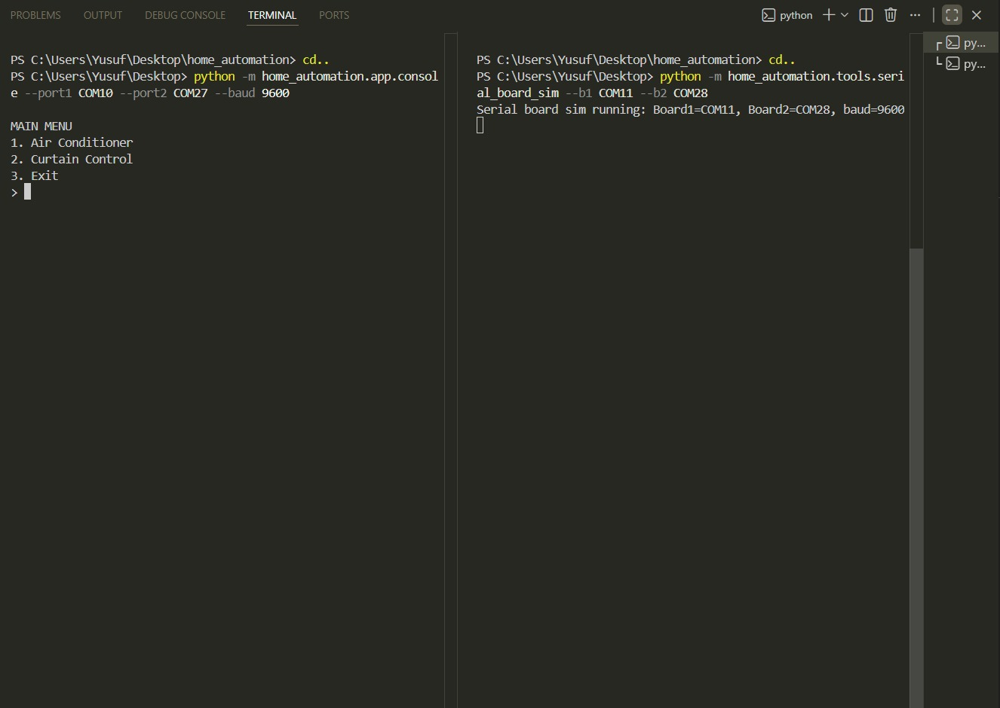 PROBLEMS OUTPUT DEBUG CONSOLE TERMINAL PORTS
python
PS C:\Users\Yusuf\Desktop\home_automation> cd..
PS C:\Users\Yusuf\Desktop> python -m home_automation.app.consol
e --port1 COM10 --port2 COM27 --baud 9600
MAIN MENU
1. Air Conditioner
2. Curtain Control
3. Exit
>
PS C:\Users\Yusuf\Desktop\home_automation> cd..
PS C:\Users\Yusuf\Desktop> python -m home_automation.tools.seri
al_board_sim --b1 COM11 --b2 COM28
Serial board sim running: Board1=COM11, Board2=COM28, baud=9600
py...
py...